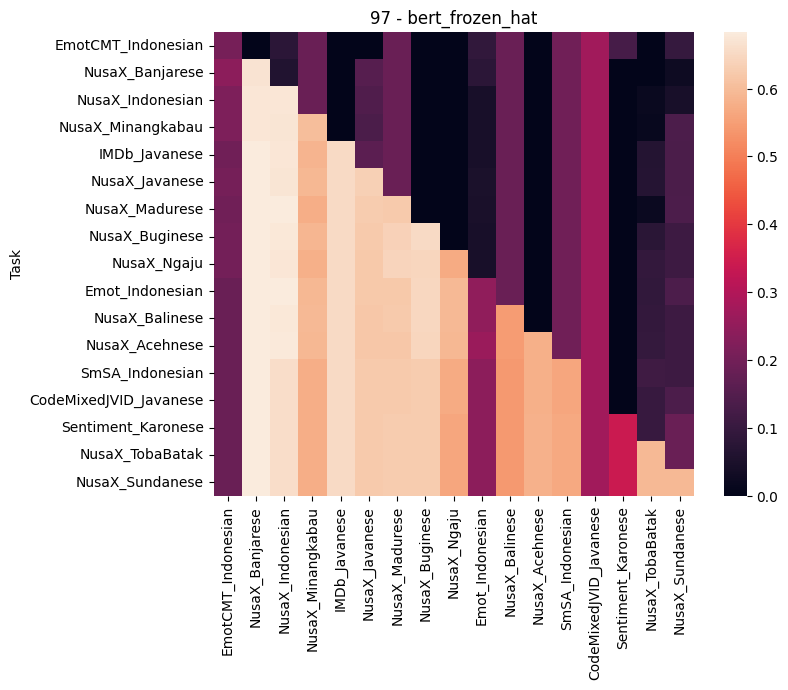 97 - bert_frozen_hat
Task
EmotCMT_Indonesian
NusaX_Banjarese
NusaX_Indonesian
NusaX_Minangkabau
IMDb_Javanese
NusaX_Javanese
NusaX_Madurese
NusaX_Buginese
NusaX_Ngaju
Emot_Indonesian
NusaX_Balinese
NusaX_Acehnese
SmSA_Indonesian
CodeMixedJVID_Javanese
Sentiment_Karonese
NusaX_TobaBatak
NusaX_Sundanese
EmotCMT_Indonesian
NusaX_Banjarese
NusaX_Indonesian
NusaX_Minangkabau
IMDb_Javanese
NusaX_Javanese
NusaX_Madurese
NusaX_Buginese
NusaX_Ngaju
Emot_Indonesian
NusaX_Balinese
NusaX_Acehnese
SmSA_Indonesian
CodeMixedJVID_Javanese
Sentiment_Karonese
NusaX_TobaBatak
NusaX_Sundanese
0.6
0.5
0.4
0.3
0.2
0.1
0.0